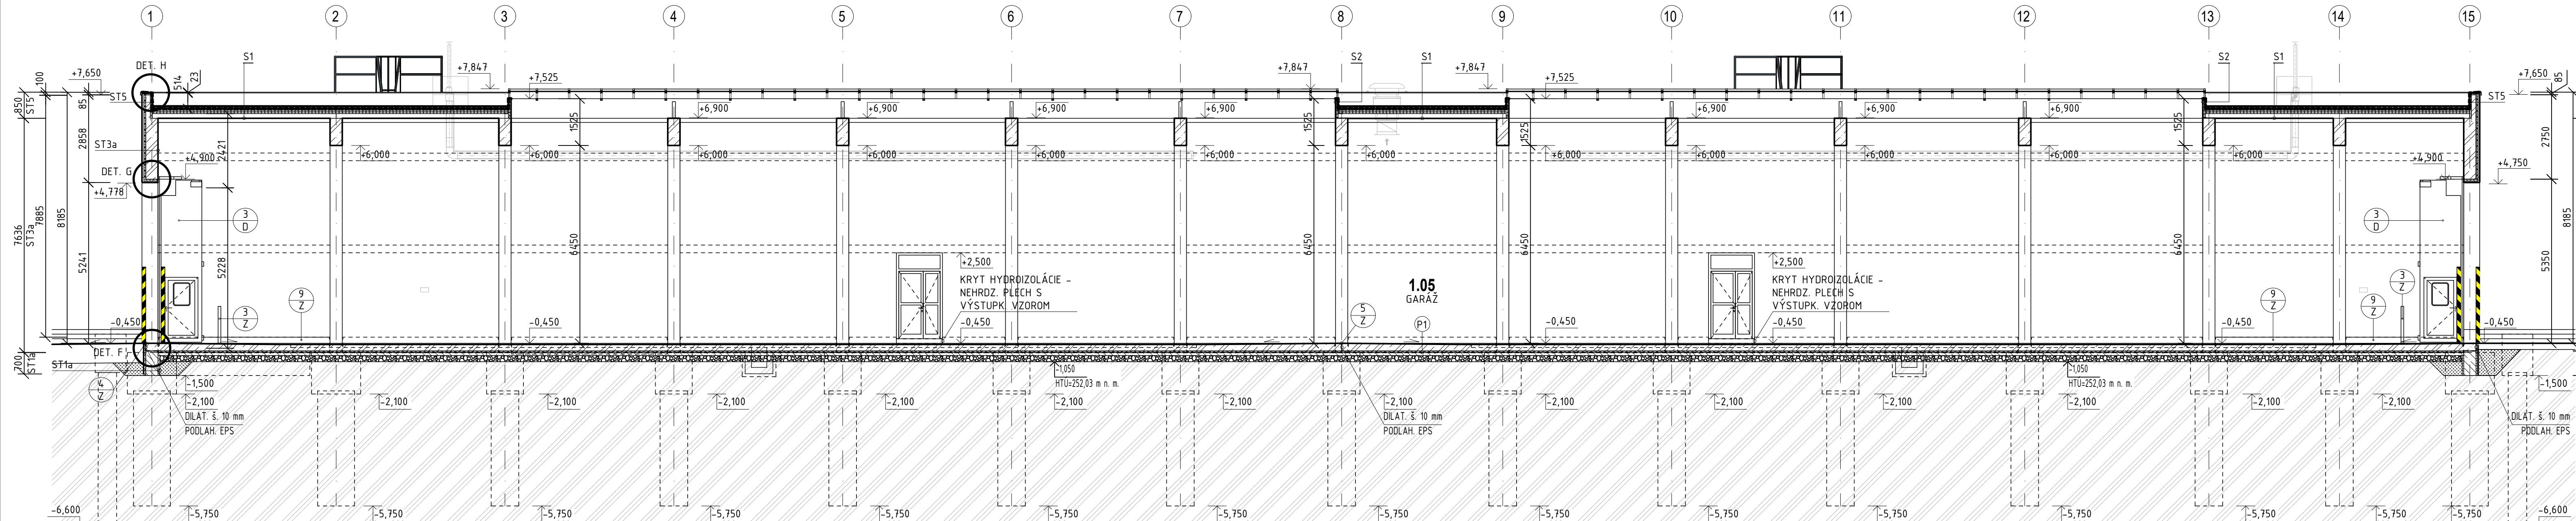 1 2 3 4 5 6 7 8 9 10 11 12 13 14 15
DET. H
S1
S2
S1
S2
S1
+7,650
100
514
23
+7,847
+7,525
+7,847
+7,847
+7,525
+7,650
85
850
ST5
85
ST5
ST5
+6,900 +6,900 +6,900 +6,900 +6,900 +6,900 +6,900
1525 1525 1525 1525
2858
2421
2750
ST3a
+6,000 +6,000 +6,000 +6,000 +6,000 +6,000 +6,000 +6,000 +6,000 +6,000 +6,000 +6,000
DET. G
+4,900
+4,900
+4,750
+4,778
7636
ST3a
7885
8185
5241
5228
3
D
3
D
6450 6450 6450 6450
8185
5350
+2,500
KRYT HYDROIZOLÁCIE -
NEHRDZ. PLECH S
VÝSTUPK. VZOROM
1.05
GARÁŽ
+2,500
KRYT HYDROIZOLÁCIE -
NEHRDZ. PLECH S
VÝSTUPK. VZOROM
3
Z
9
Z
3
Z
9
Z
9
Z
5
Z
P1
-0,450 -0,450 -0,450 -0,450 -0,450 -0,450 -0,450
DET. F
700
ST1a
ST1a
4
Z
-1,050
HTÚ=252,03 m n. m.
-1,050
HTÚ=252,03 m n. m.
-1,500
-1,500
-2,100 -2,100 -2,100 -2,100 -2,100 -2,100 -2,100 -2,100 -2,100 -2,100 -2,100 -2,100 -2,100 -2,100
DILAT. š. 10 mm
PODLAH. EPS
DILAT. š. 10 mm
PODLAH. EPS
DILAT. š. 10 mm
PODLAH. EPS
-6,600
-5,750 -5,750 -5,750 -5,750 -5,750 -5,750 -5,750 -5,750 -5,750 -5,750 -5,750 -5,750 -5,750 -5,750 -5,750
-6,600